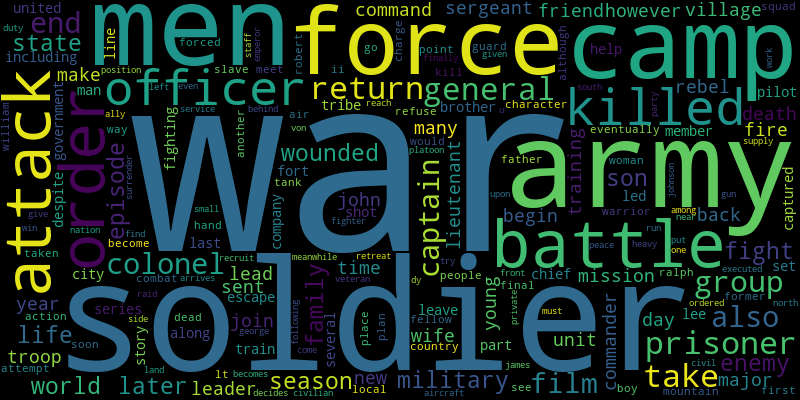 war
soldier
army
men
force
camp
attack
order
officer
return
general
killed
battle
end
state
command
sergeant
friendhowever
village
united
squad
duty
including
line
forced
robert
ii
go
point
charge
guard
although
help
staff
emperor
given
finally
kill
work
make
man
position
slave
meet
left
seven
tribe
reach
brother
character
rebel
pilot
south
party
death
william
government
ally
service
behind
air
von
refuse
many
would
u
eventually
member
fire
supply
way
another
fighting
wounded
fort
tank
captain
lieutenant
platoon
father
woman
johnson
gun
training
son
led
captured
despite
episode
surrender
small
hand
company
john
shot
fighter
begin
upon
warrior
back
among
near
give
win
nation
find
become
last
taken
city
colonel
combat
recruit
arrives
lead
sent
escape
meanwhile
family
time
retreat
veteran
try
people
dy
front
final
chief
peace
run
heavy
mission
ralph
put
one
executed
fight
set
group
year
series
raid
action
side
story
dead
along
join
george
following
several
place
plan
leave
fellow
wife
country
young
private
part
must
unit
commander
ordered
day
lee
former
also
north
prisoner
enemy
life
soon
troop
attempt
land
train
come
world
later
leader
lt
becomes
decides
civilian
season
local
new
military
aircraft
james
see
film
boy
take
major
civil
mountain
first